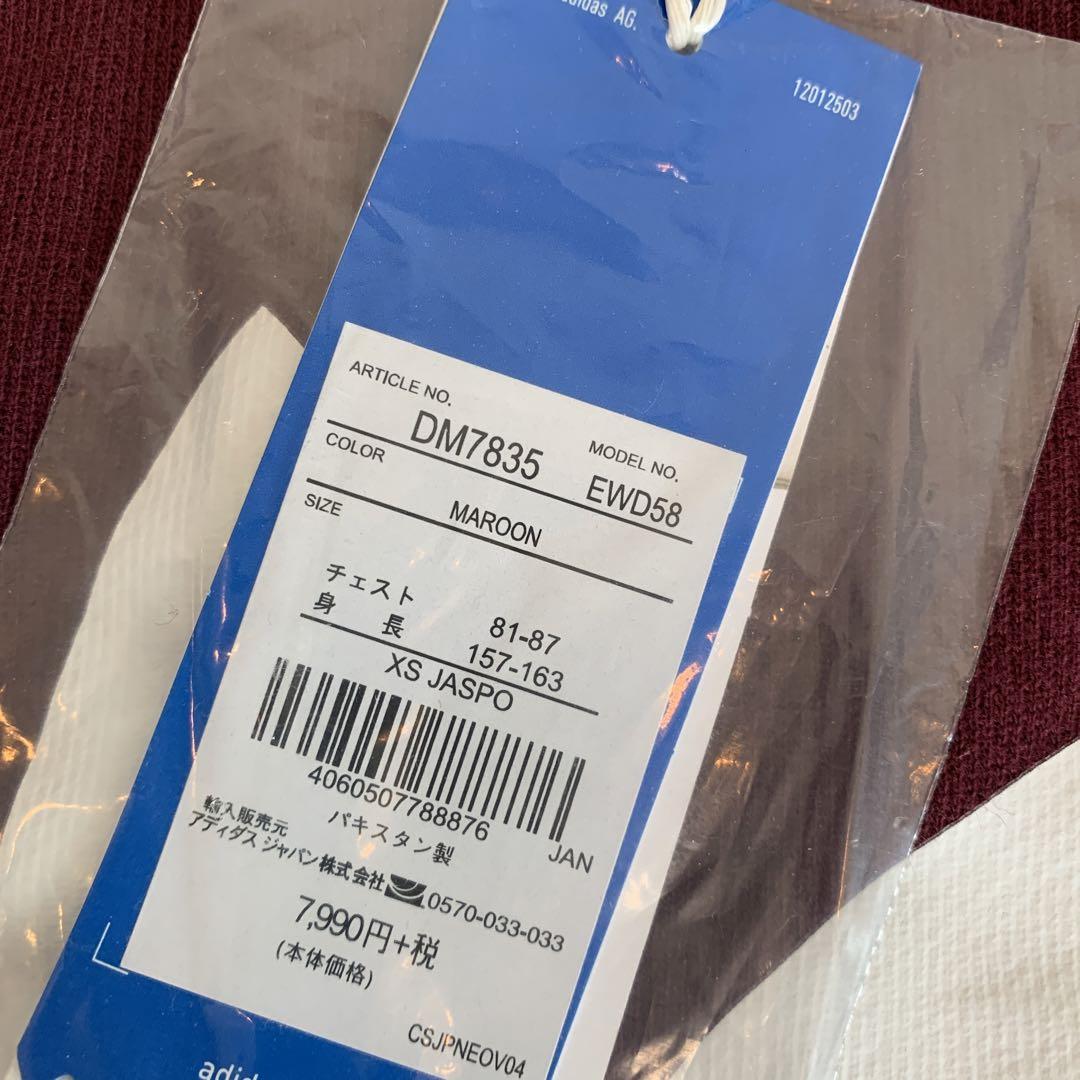 adidas AG.
12012503
ARTICLE NO.
DM7835
MODEL NO.
EWD58
COLOR
MAROON
SIZE
チェスト 81-87
身長 157-163
XS JASPO
4060507788876
JAN
輸入販売元 パキスタン製
アディダス ジャパン株式会社 0570-033-033
7,990円+税
(本体価格)
CSJPNEOV04
adid